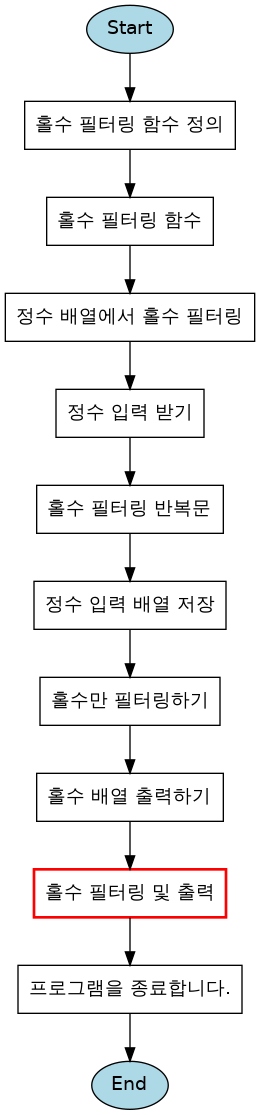 Start
홀수 필터링 함수 정의
홀수 필터링 함수
정수 배열에서 홀수 필터링
정수 입력 받기
홀수 필터링 반복문
정수 입력 배열 저장
홀수만 필터링하기
홀수 배열 출력하기
홀수 필터링 및 출력
프로그램을 종료합니다.
End